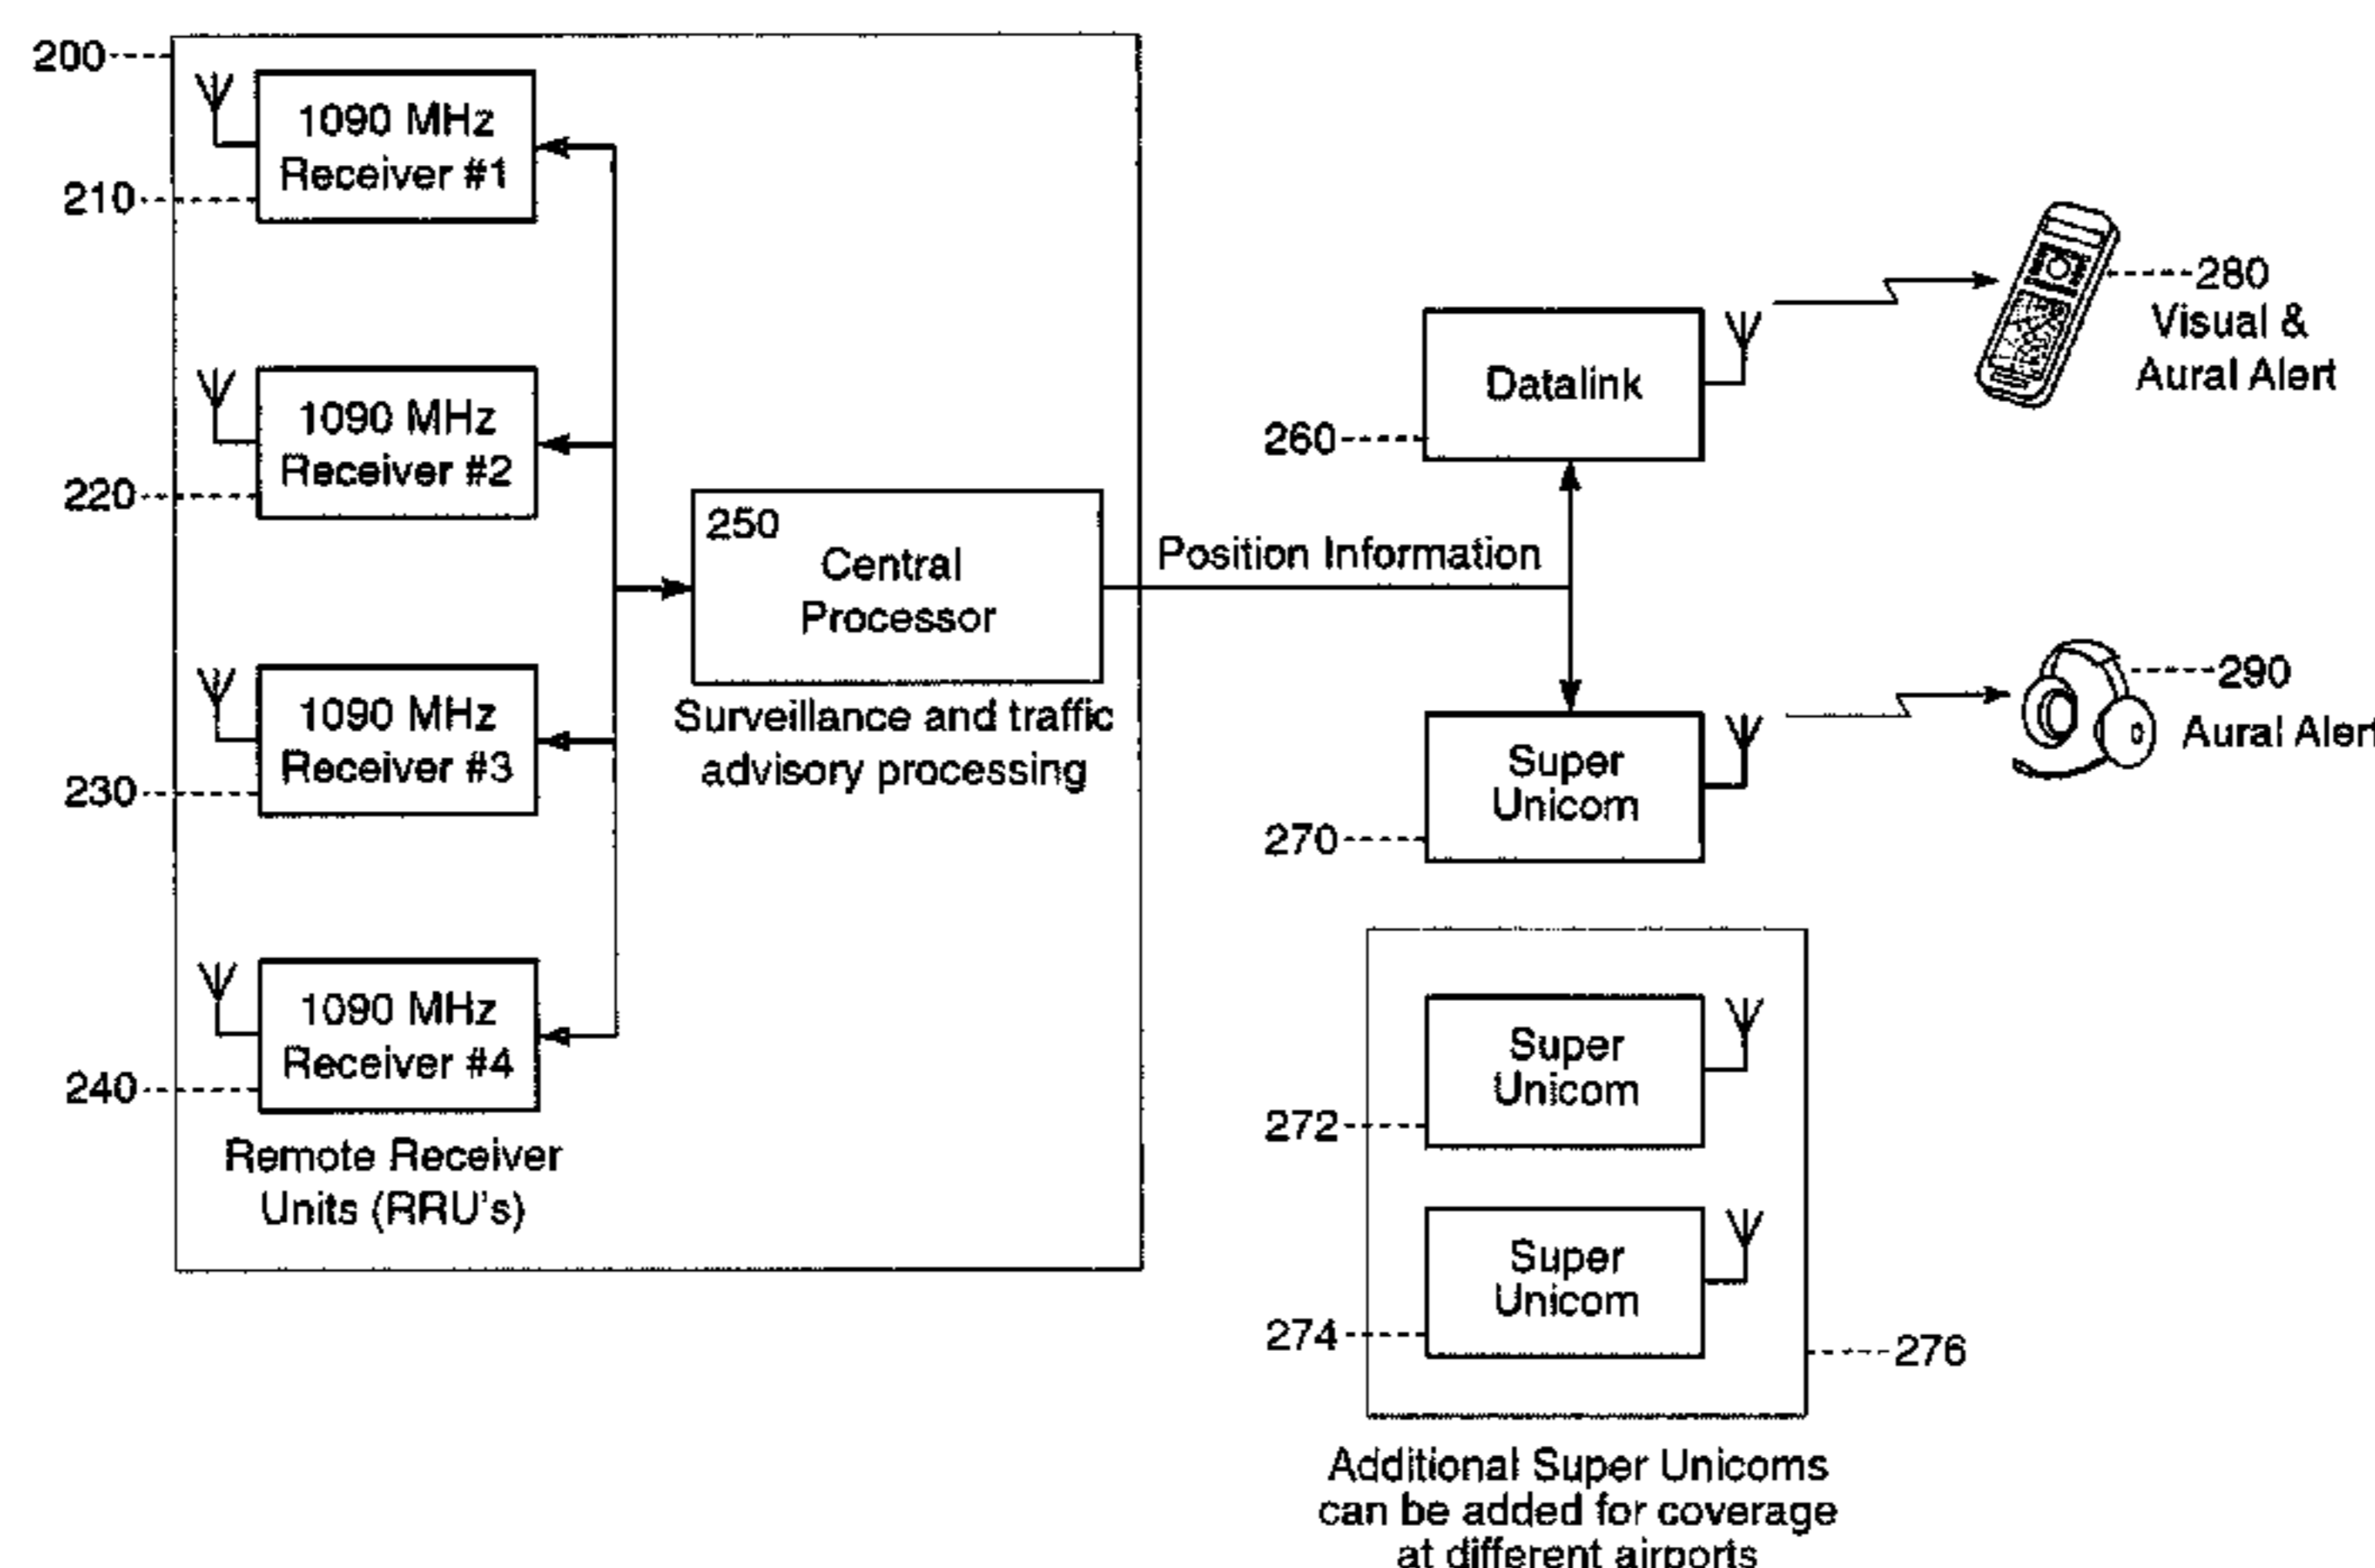 200
1090 MHz
Receiver #1
210
1090 MHz
Receiver #2
220
1090 MHz
Receiver #3
230
1090 MHz
Receiver #4
240
Remote Receiver
Units (RRU's)
250
Central
Processor
Surveillance and traffic
advisory processing
Position Information
Datalink
260
280
Visual &
Aural Alert
Super
Unicom
270
290
Aural Alert
Super
Unicom
272
Super
Unicom
274
276
Additional Super Unicoms
can be added for coverage
at different airports